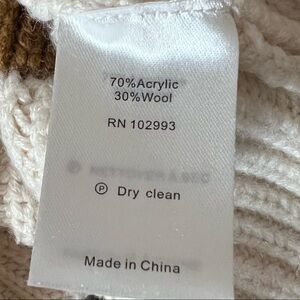 70%Acrylic
30%Wool
RN 102993
Ⓟ Dry clean
Made in China